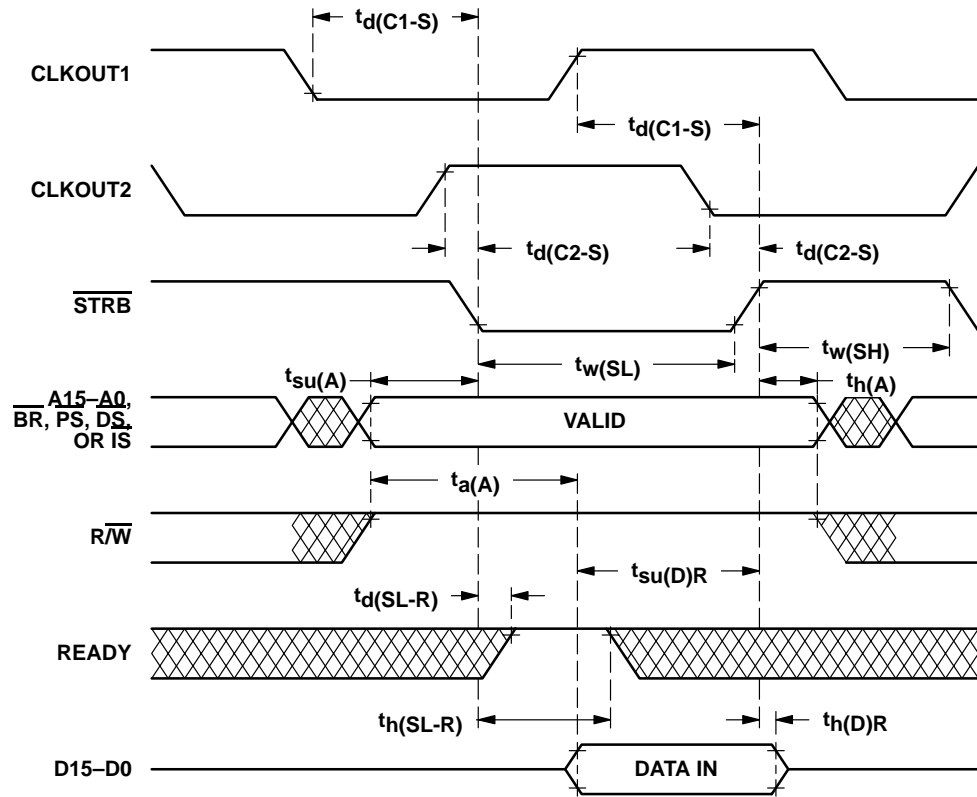 td(C1-S)
CLKOUT1
td(C1-S)
CLKOUT2
td(C2-S)
td(C2-S)
STRB
tw(SL)
tw(SH)
tsu(A)
th(A)
A15–A0,
BR, PS, DS,
OR IS
VALID
ta(A)
R/W
tsu(D)R
td(SL-R)
READY
th(SL-R)
th(D)R
D15–D0
DATA IN